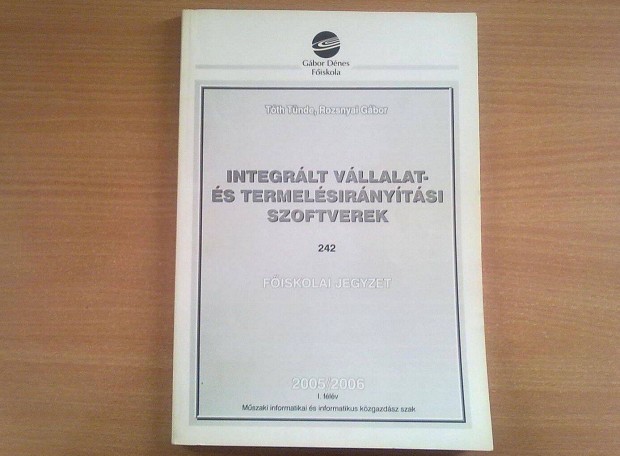 Gábor Dénes
Főiskola
Tóth Tünde, Rozsnyai Gábor
INTEGRÁLT VÁLLALAT-
ÉS TERMELÉSIRÁNYÍTÁSI
SZOFTVEREK
242
FŐISKOLAI JEGYZET
2005/2006
I. félév
Műszaki informatikai és informatikus közgazdász szak